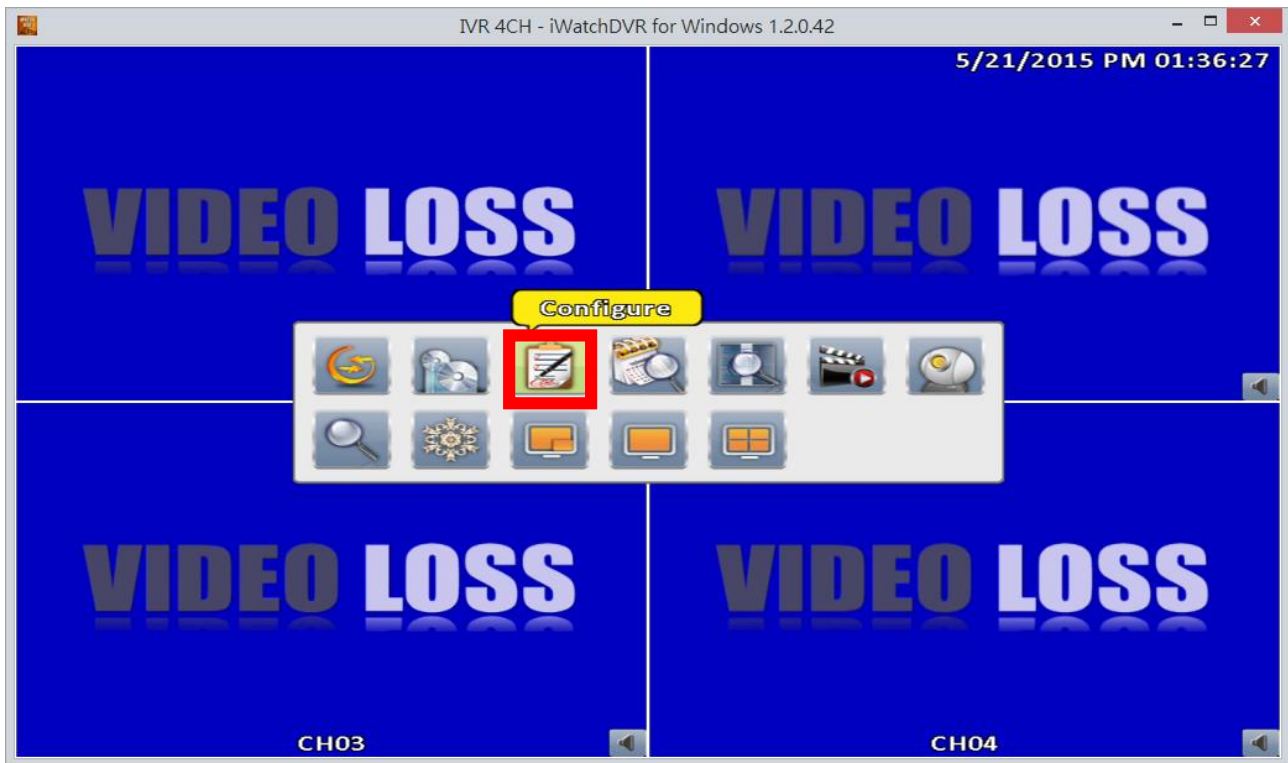 IVR 4CH - iWatchDVR for Windows 1.2.0.42
5/21/2015 PM 01:36:27
VIDEO LOSS
VIDEO LOSS
Configure
VIDEO LOSS
VIDEO LOSS
CH03
CH04